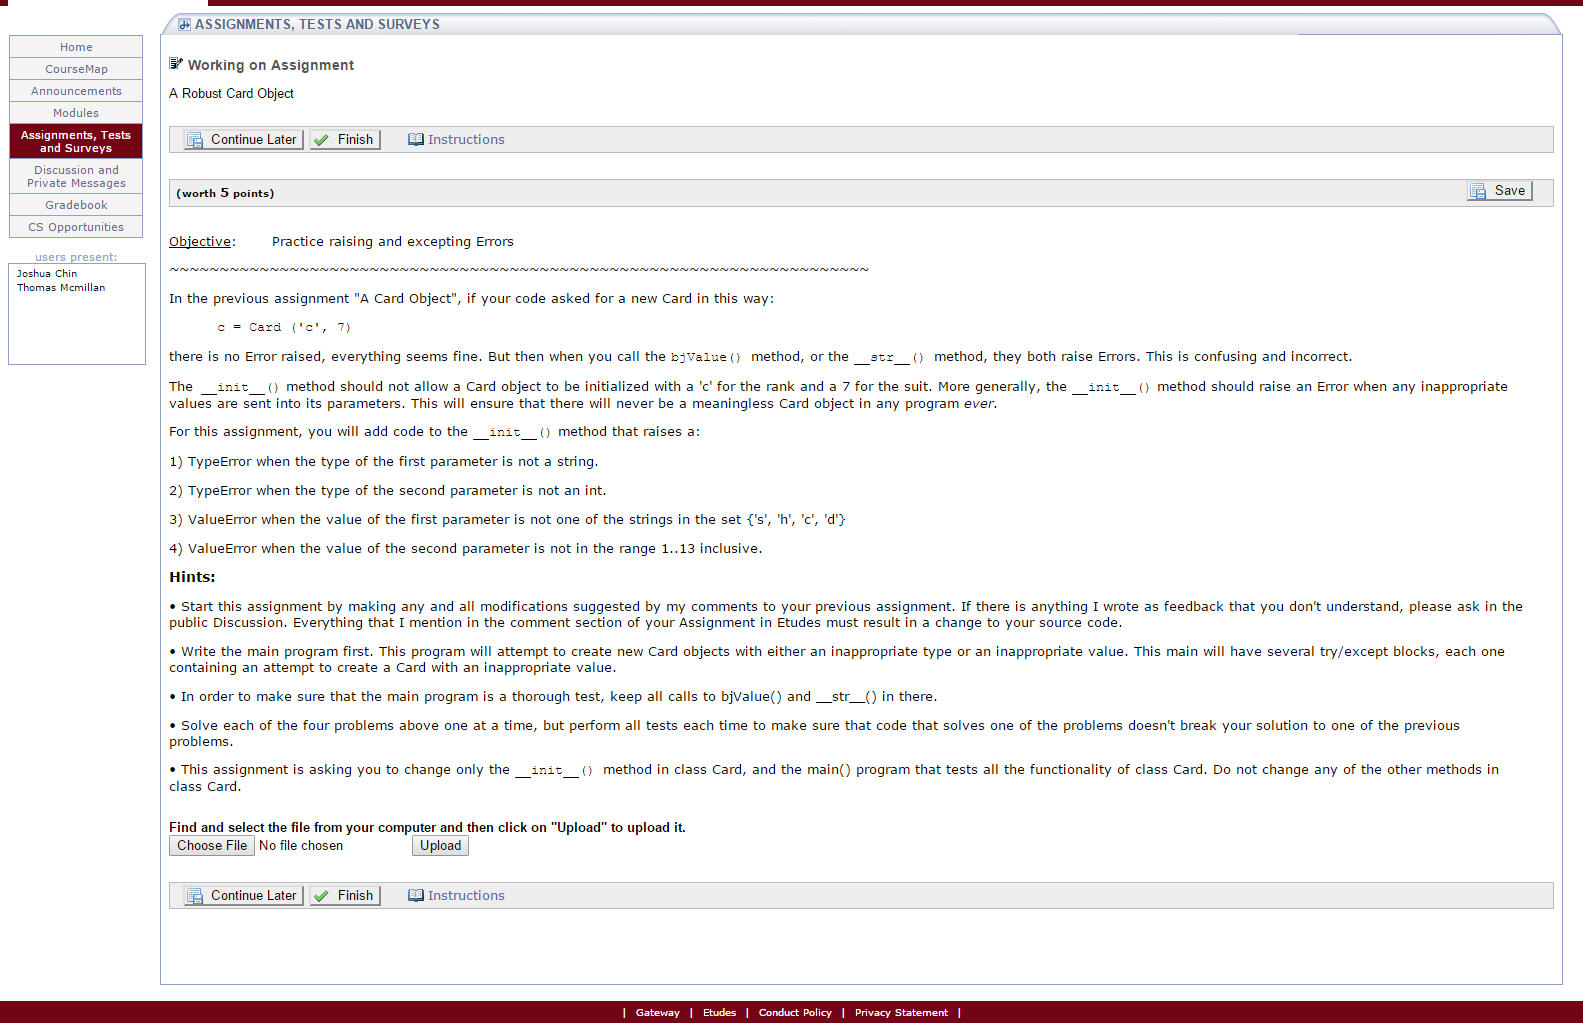 ASSIGNMENTS, TESTS AND SURVEYS
Home
CourseMap
Announcements
Modules
Assignments, Tests
and Surveys
Discussion and
Private Messages
Gradebook
CS Opportunities
users present:
Joshua Chin
Thomas Mcmillan
Working on Assignment
A Robust Card Object
Continue Later Finish Instructions
(worth 5 points) Save
Objective: Practice raising and excepting Errors
~~~~~~~~~~~~~~~~~~~~~~~~~~~~~~~~~~~~~~~~~~~~~~~~~~~~~~~~~~~~~~~~~~~~~~
In the previous assignment "A Card Object", if your code asked for a new Card in this way:
c = Card ('c', 7)
there is no Error raised, everything seems fine. But then when you call the bjValue() method, or the __str__() method, they both raise Errors. This is confusing and incorrect.
The __init__() method should not allow a Card object to be initialized with a 'c' for the rank and a 7 for the suit. More generally, the __init__() method should raise an Error when any inappropriate
values are sent into its parameters. This will ensure that there will never be a meaningless Card object in any program ever.
For this assignment, you will add code to the __init__() method that raises a:
1) TypeError when the type of the first parameter is not a string.
2) TypeError when the type of the second parameter is not an int.
3) ValueError when the value of the first parameter is not one of the strings in the set {'s', 'h', 'c', 'd'}
4) ValueError when the value of the second parameter is not in the range 1..13 inclusive.
Hints:
• Start this assignment by making any and all modifications suggested by my comments to your previous assignment. If there is anything I wrote as feedback that you don't understand, please ask in the
public Discussion. Everything that I mention in the comment section of your Assignment in Etudes must result in a change to your source code.
• Write the main program first. This program will attempt to create new Card objects with either an inappropriate type or an inappropriate value. This main will have several try/except blocks, each one
containing an attempt to create a Card with an inappropriate value.
• In order to make sure that the main program is a thorough test, keep all calls to bjValue() and __str__() in there.
• Solve each of the four problems above one at a time, but perform all tests each time to make sure that code that solves one of the problems doesn't break your solution to one of the previous
problems.
• This assignment is asking you to change only the __init__() method in class Card, and the main() program that tests all the functionality of class Card. Do not change any of the other methods in
class Card.
Find and select the file from your computer and then click on "Upload" to upload it.
Choose File No file chosen Upload
Continue Later Finish Instructions
| Gateway | Etudes | Conduct Policy | Privacy Statement |